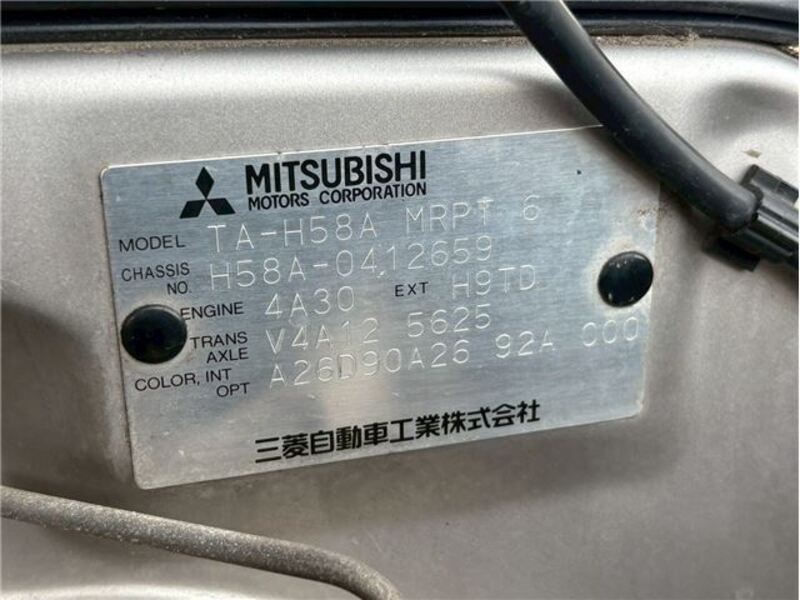 MITSUBISHI
MOTORS CORPORATION
MODEL TA-H58A MRPT 6
CHASSIS NO. H58A-0412659
ENGINE 4A30 EXT H9TD
TRANS AXLE V4A12 5625
COLOR, INT OPT A26D90A26 92A 000
三菱自動車工業株式会社